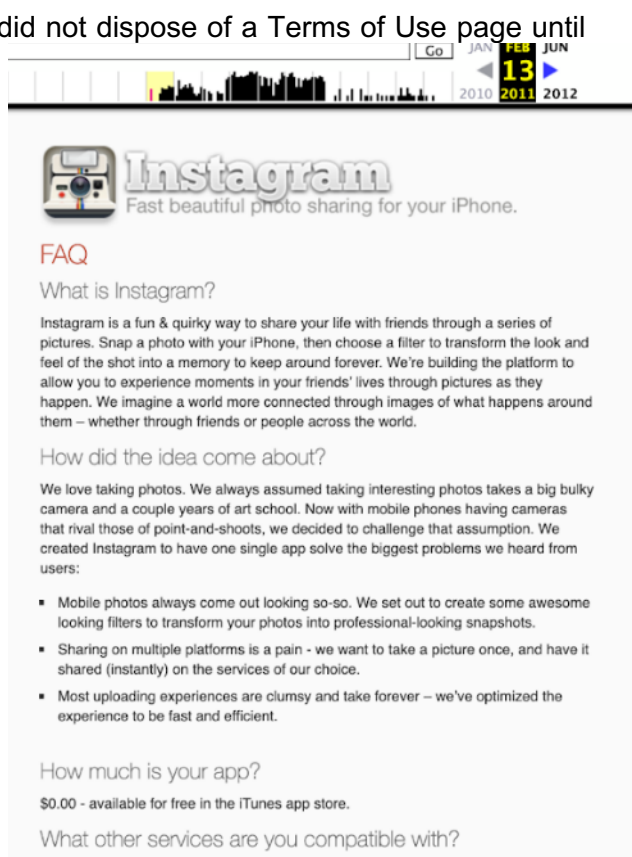 did not dispose of a Terms of Use page until
Go JAN FEB JUN
13
2010 2011 2012
Instagram
Fast beautiful photo sharing for your iPhone.
FAQ
What is Instagram?
Instagram is a fun & quirky way to share your life with friends through a series of
pictures. Snap a photo with your iPhone, then choose a filter to transform the look and
feel of the shot into a memory to keep around forever. We're building the platform to
allow you to experience moments in your friends' lives through pictures as they
happen. We imagine a world more connected through images of what happens around
them – whether through friends or people across the world.
How did the idea come about?
We love taking photos. We always assumed taking interesting photos takes a big bulky
camera and a couple years of art school. Now with mobile phones having cameras
that rival those of point-and-shoots, we decided to challenge that assumption. We
created Instagram to have one single app solve the biggest problems we heard from
users:
▪ Mobile photos always come out looking so-so. We set out to create some awesome
looking filters to transform your photos into professional-looking snapshots.
▪ Sharing on multiple platforms is a pain - we want to take a picture once, and have it
shared (instantly) on the services of our choice.
▪ Most uploading experiences are clumsy and take forever – we've optimized the
experience to be fast and efficient.
How much is your app?
$0.00 - available for free in the iTunes app store.
What other services are you compatible with?